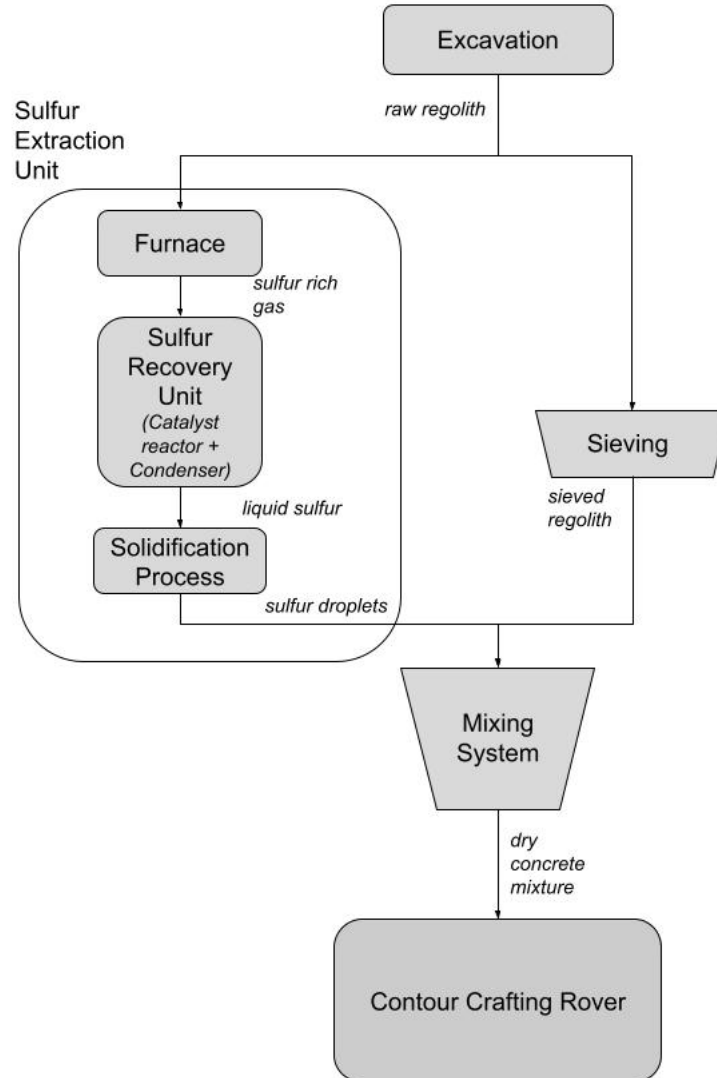 Excavation
raw regolith
Sulfur
Extraction
Unit
Furnace
sulfur rich
gas
Sulfur
Recovery
Unit
(Catalyst
reactor +
Condenser)
Sieving
liquid sulfur
sieved
regolith
Solidification
Process
sulfur droplets
Mixing
System
dry
concrete
mixture
Contour Crafting Rover